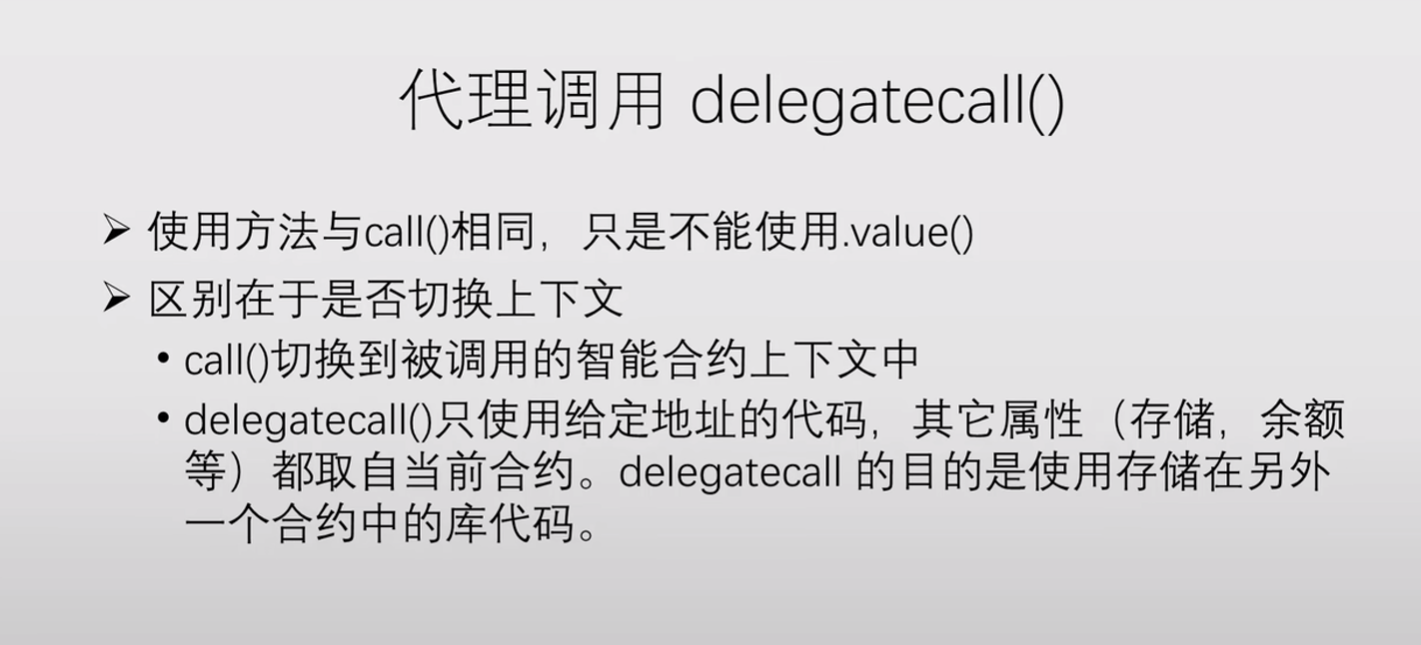 代理调用 delegatecall()
➢ 使用方法与call()相同，只是不能使用.value()
➢ 区别在于是否切换上下文
• call()切换到被调用的智能合约上下文中
• delegatecall()只使用给定地址的代码，其它属性（存储，余额
等）都取自当前合约。delegatecall 的目的是使用存储在另外
一个合约中的库代码。